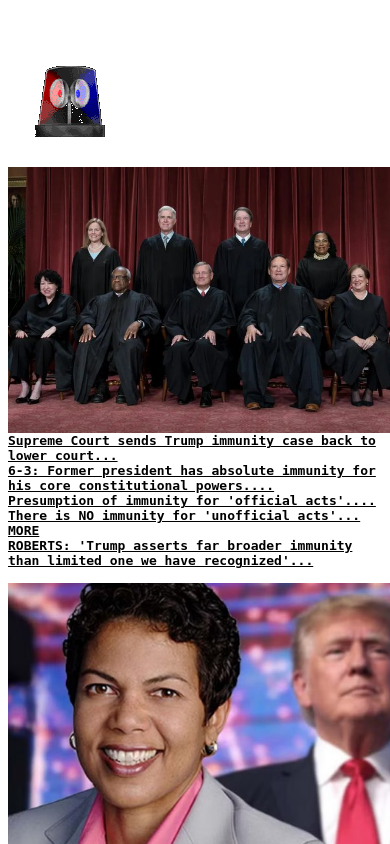 Supreme Court sends Trump immunity case back to
lower court...
6-3: Former president has absolute immunity for
his core constitutional powers....
Presumption of immunity for 'official acts'....
There is NO immunity for 'unofficial acts'...
MORE
ROBERTS: 'Trump asserts far broader immunity
than limited one we have recognized'...